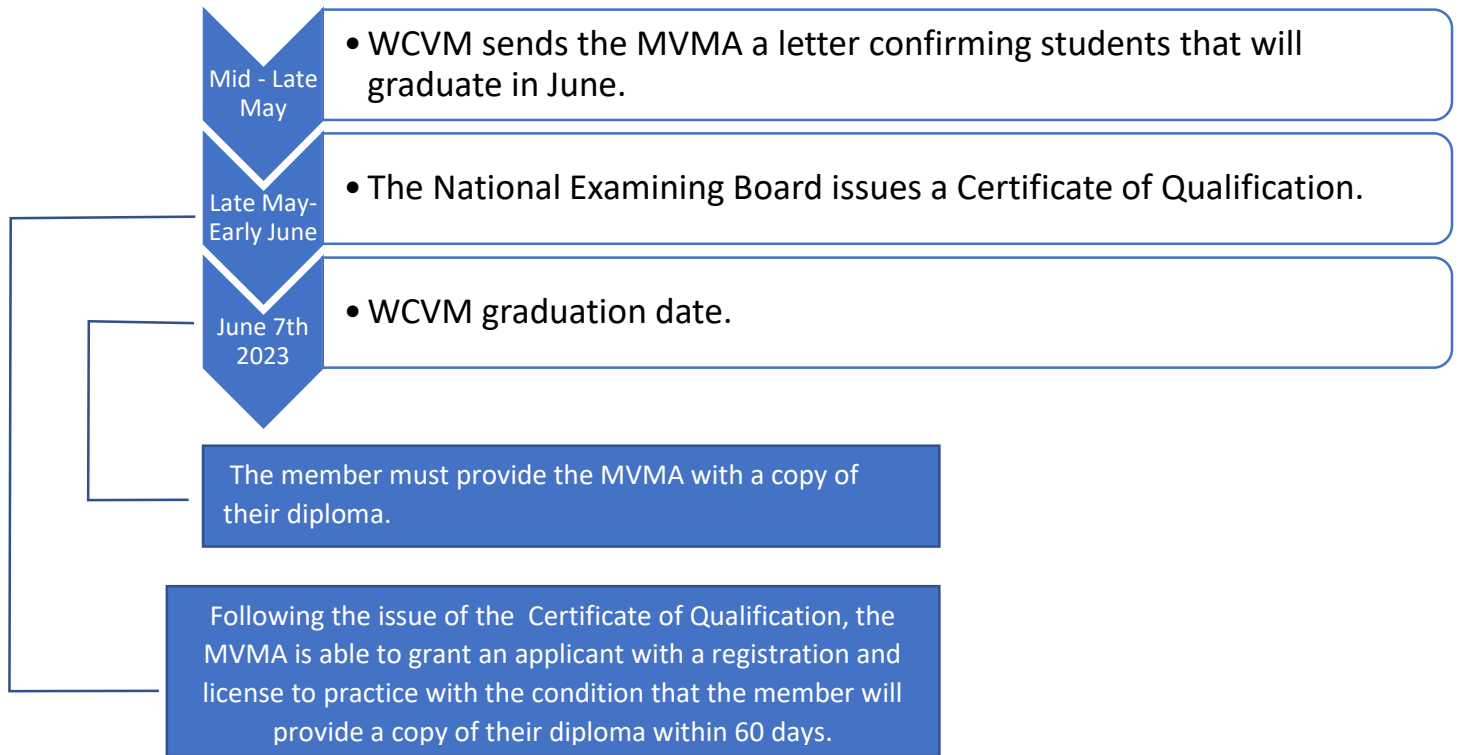 Mid - Late
May
• WCVM sends the MVMA a letter confirming students that will
graduate in June.
Late May-
Early June
• The National Examining Board issues a Certificate of Qualification.
June 7th
2023
• WCVM graduation date.
The member must provide the MVMA with a copy of
their diploma.
Following the issue of the Certificate of Qualification, the
MVMA is able to grant an applicant with a registration and
license to practice with the condition that the member will
provide a copy of their diploma within 60 days.